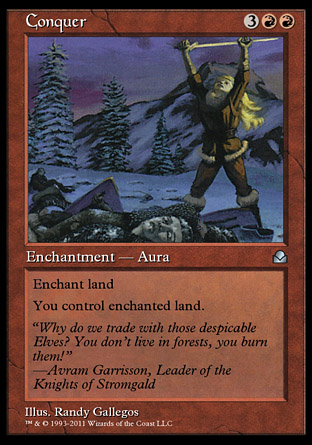 Conquer 3
Enchantment — Aura
Enchant land
You control enchanted land.
“Why do we trade with those despicable
Elves? You don’t live in forests, you burn
them!”
—Avram Garrisson, Leader of the
Knights of Stromgald
Illus. Randy Gallegos
™ & © 1993-2011 Wizards of the Coast LLC